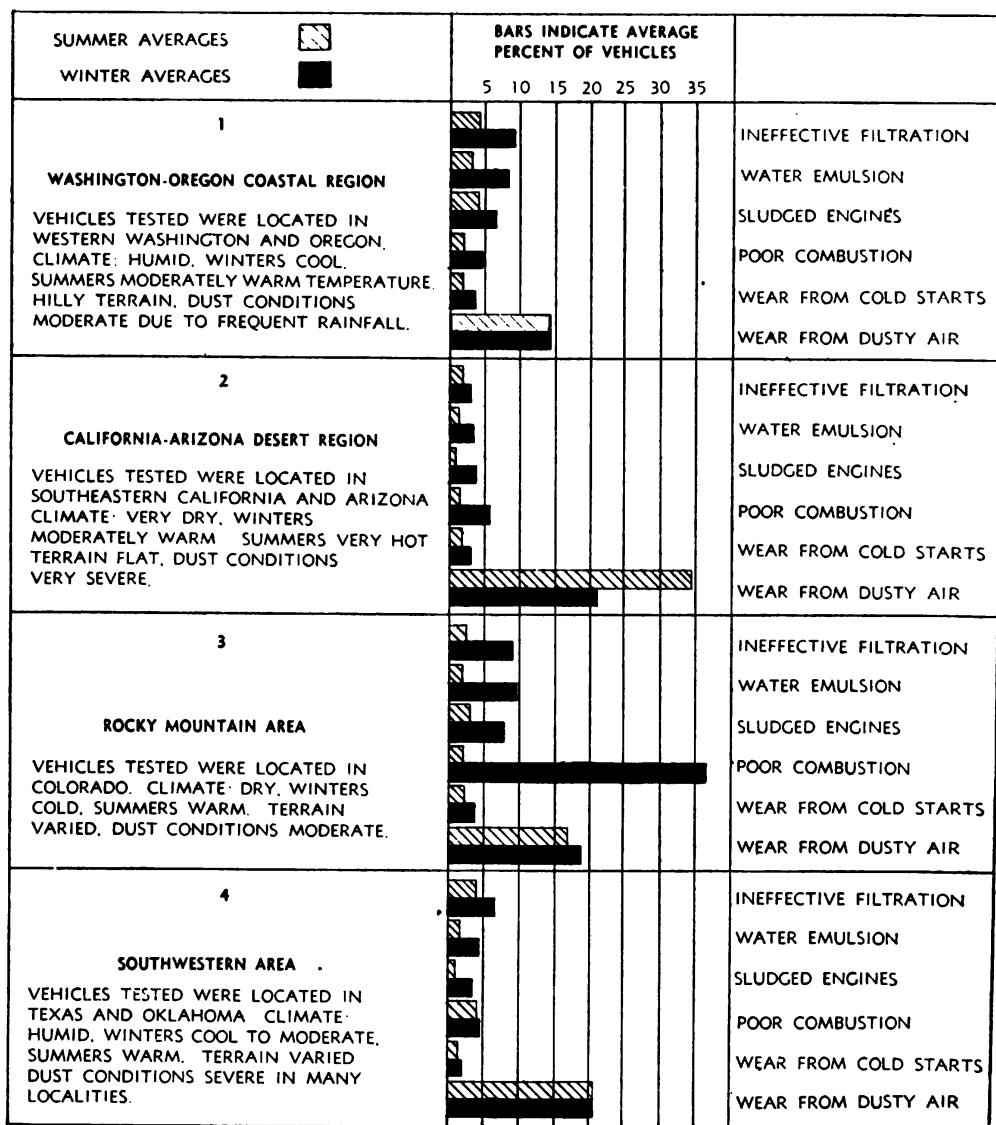 SUMMER AVERAGES
WINTER AVERAGES
BARS INDICATE AVERAGE
PERCENT OF VEHICLES
5 10 15 20 25 30 35
1
WASHINGTON-OREGON COASTAL REGION
VEHICLES TESTED WERE LOCATED IN
WESTERN WASHINGTON AND OREGON.
CLIMATE: HUMID, WINTERS COOL.
SUMMERS MODERATELY WARM TEMPERATURE.
HILLY TERRAIN, DUST CONDITIONS
MODERATE DUE TO FREQUENT RAINFALL.
INEFFECTIVE FILTRATION
WATER EMULSION
SLUDGED ENGINES
POOR COMBUSTION
WEAR FROM COLD STARTS
WEAR FROM DUSTY AIR
2
CALIFORNIA-ARIZONA DESERT REGION
VEHICLES TESTED WERE LOCATED IN
SOUTHEASTERN CALIFORNIA AND ARIZONA
CLIMATE: VERY DRY, WINTERS
MODERATELY WARM SUMMERS VERY HOT
TERRAIN FLAT, DUST CONDITIONS
VERY SEVERE.
INEFFECTIVE FILTRATION
WATER EMULSION
SLUDGED ENGINES
POOR COMBUSTION
WEAR FROM COLD STARTS
WEAR FROM DUSTY AIR
3
ROCKY MOUNTAIN AREA
VEHICLES TESTED WERE LOCATED IN
COLORADO. CLIMATE: DRY, WINTERS
COLD, SUMMERS WARM. TERRAIN
VARIED, DUST CONDITIONS MODERATE.
INEFFECTIVE FILTRATION
WATER EMULSION
SLUDGED ENGINES
POOR COMBUSTION
WEAR FROM COLD STARTS
WEAR FROM DUSTY AIR
4
SOUTHWESTERN AREA
VEHICLES TESTED WERE LOCATED IN
TEXAS AND OKLAHOMA CLIMATE:
HUMID, WINTERS COOL TO MODERATE,
SUMMERS WARM. TERRAIN VARIED
DUST CONDITIONS SEVERE IN MANY
LOCALITIES.
INEFFECTIVE FILTRATION
WATER EMULSION
SLUDGED ENGINES
POOR COMBUSTION
WEAR FROM COLD STARTS
WEAR FROM DUSTY AIR